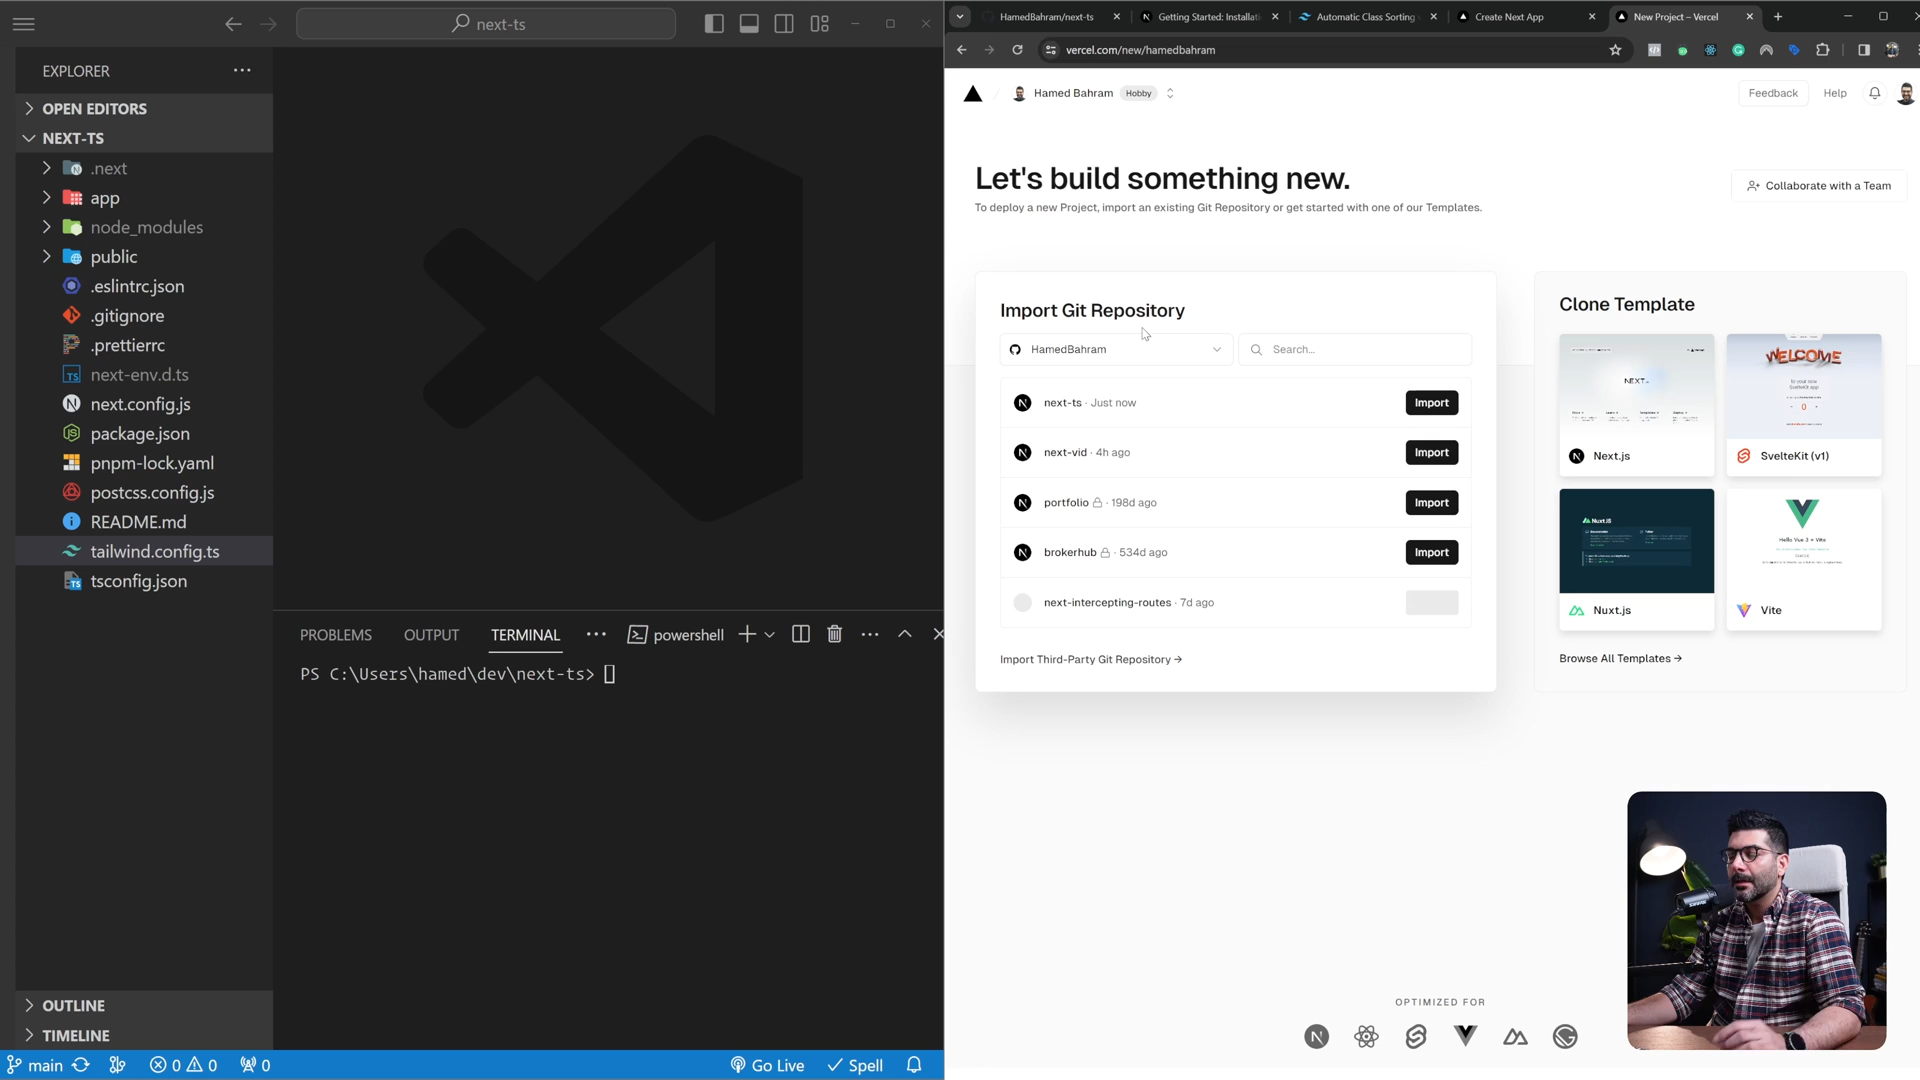 next-ts
EXPLORER
OPEN EDITORS
NEXT-TS
.next
app
node_modules
public
.eslintrc.json
.gitignore
.prettierrc
next-env.d.ts
next.config.js
package.json
pnpm-lock.yaml
postcss.config.js
README.md
tailwind.config.ts
tsconfig.json
OUTLINE
TIMELINE
PROBLEMS OUTPUT TERMINAL powershell
PS C:\Users\hamed\dev\next-ts>
main 0 0 0 Go Live Spell
HamedBahram/next-ts Getting Started: Installati Automatic Class Sorting Create Next App New Project – Vercel
vercel.com/new/hamedbahram
Hamed Bahram Hobby Feedback Help
Let's build something new.
To deploy a new Project, import an existing Git Repository or get started with one of our Templates.
Collaborate with a Team
Import Git Repository
HamedBahram Search...
next-ts · Just now Import
next-vid · 4h ago Import
portfolio · 198d ago Import
brokerhub · 534d ago Import
next-intercepting-routes · 7d ago
Import Third-Party Git Repository →
Clone Template
NEXT
WELCOME
Next.js
SvelteKit (v1)
NuxtJS
Hello Vue 3 + Vite
Nuxt.js
Vite
Browse All Templates →
OPTIMIZED FOR